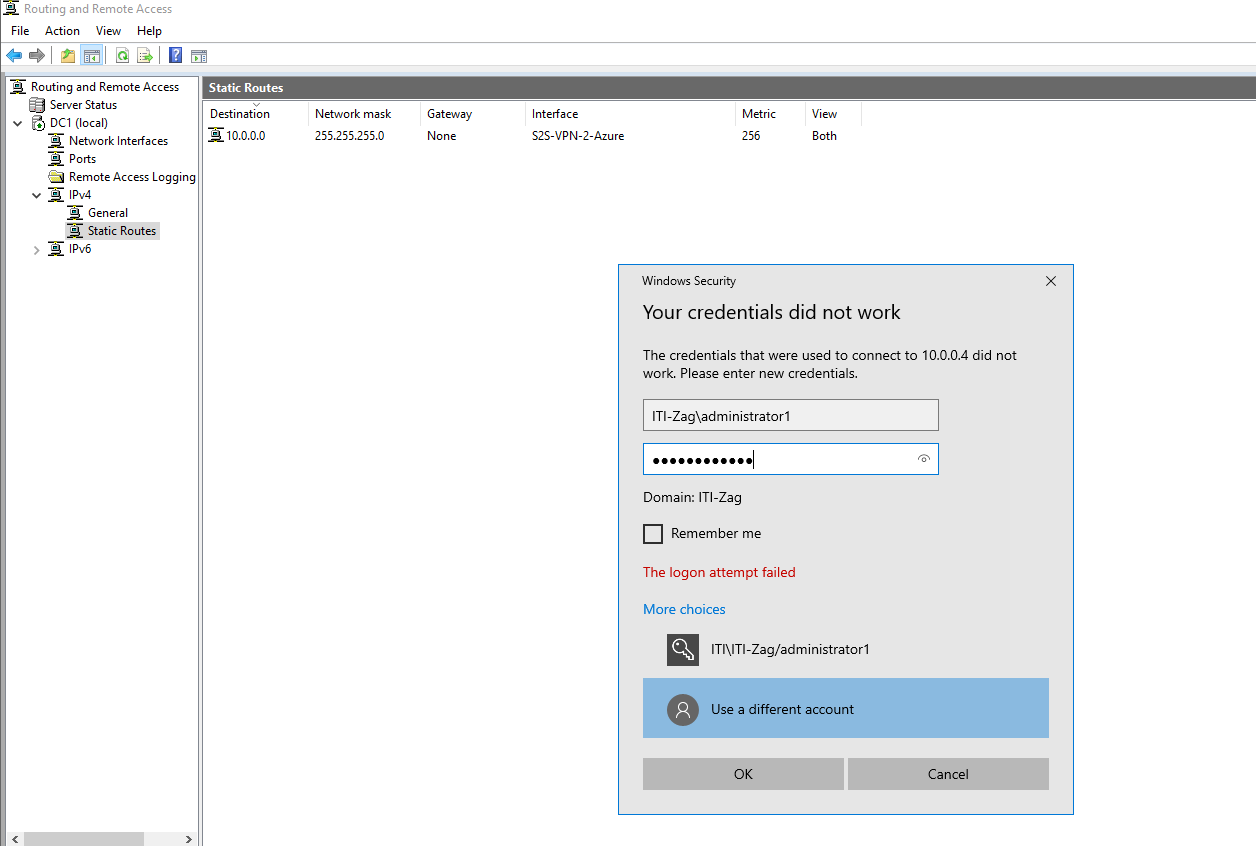 Routing and Remote Access
File Action View Help
Routing and Remote Access
Server Status
DC1 (local)
Network Interfaces
Ports
Remote Access Logging
IPv4
General
Static Routes
IPv6
Static Routes
Destination Network mask Gateway Interface Metric View
10.0.0.0 255.255.255.0 None S2S-VPN-2-Azure 256 Both
Windows Security
Your credentials did not work
The credentials that were used to connect to 10.0.0.4 did not
work. Please enter new credentials.
ITI-Zag\administrator1
●●●●●●●●●●●●
Domain: ITI-Zag
Remember me
The logon attempt failed
More choices
ITI\ITI-Zag/administrator1
Use a different account
OK Cancel